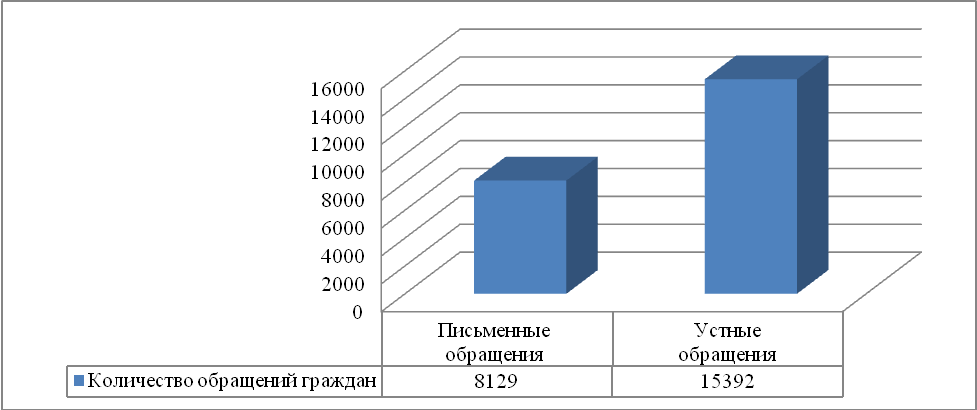 16000
14000
12000
10000
8000
6000
4000
2000
0
Письменные
обращения
Устные
обращения
Количество обращений граждан 8129 15392